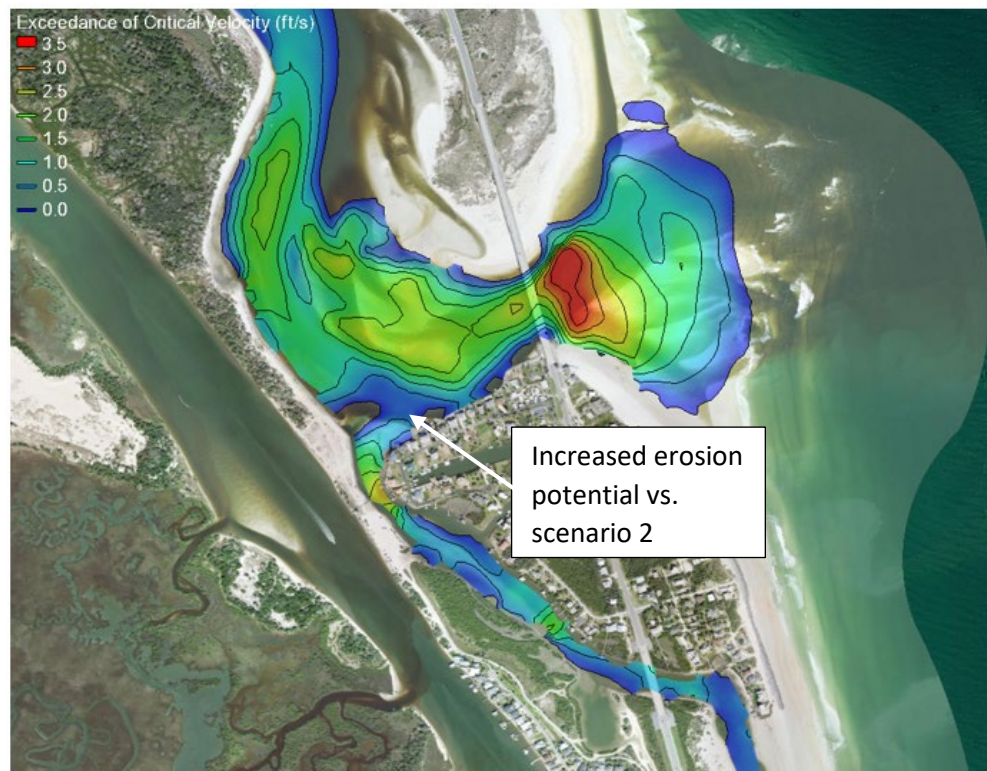 Exceedance of Critical Velocity (ft/s)
3.5
3.0
2.5
2.0
1.5
1.0
0.5
0.0
Increased erosion
potential vs.
scenario 2